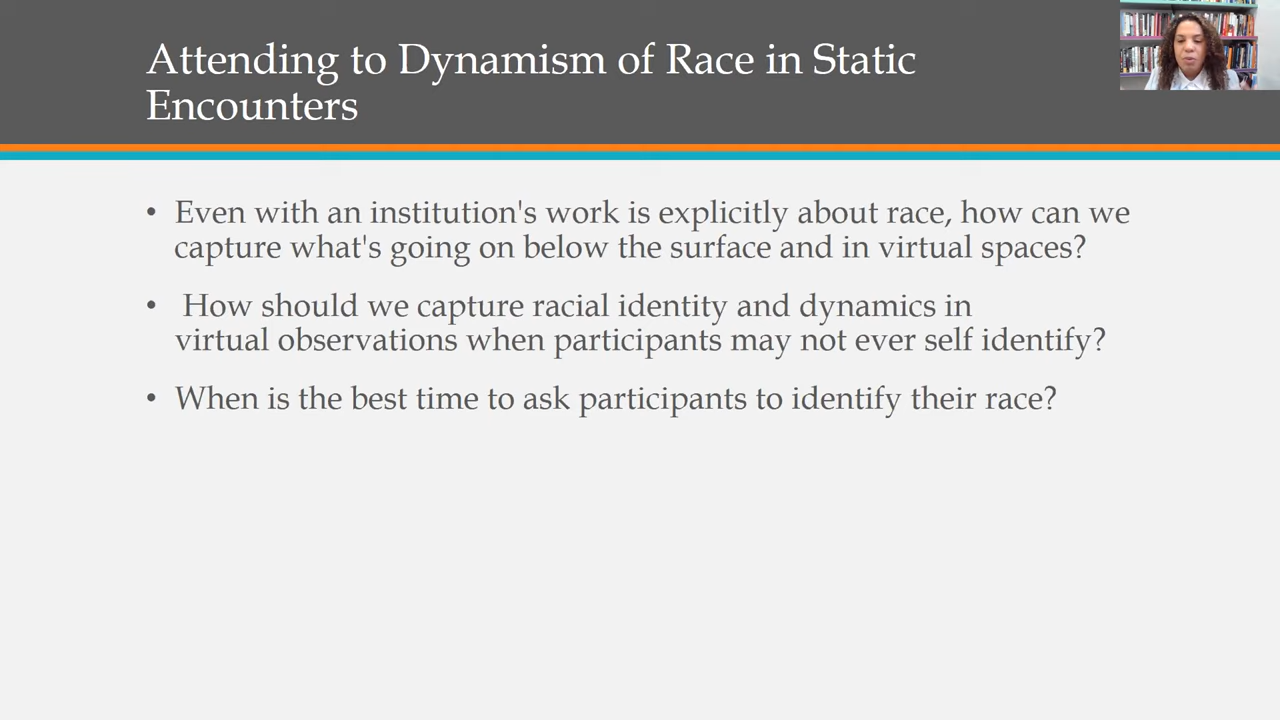 Attending to Dynamism of Race in Static
Encounters
• Even with an institution's work is explicitly about race, how can we
capture what's going on below the surface and in virtual spaces?
• How should we capture racial identity and dynamics in
virtual observations when participants may not ever self identify?
• When is the best time to ask participants to identify their race?